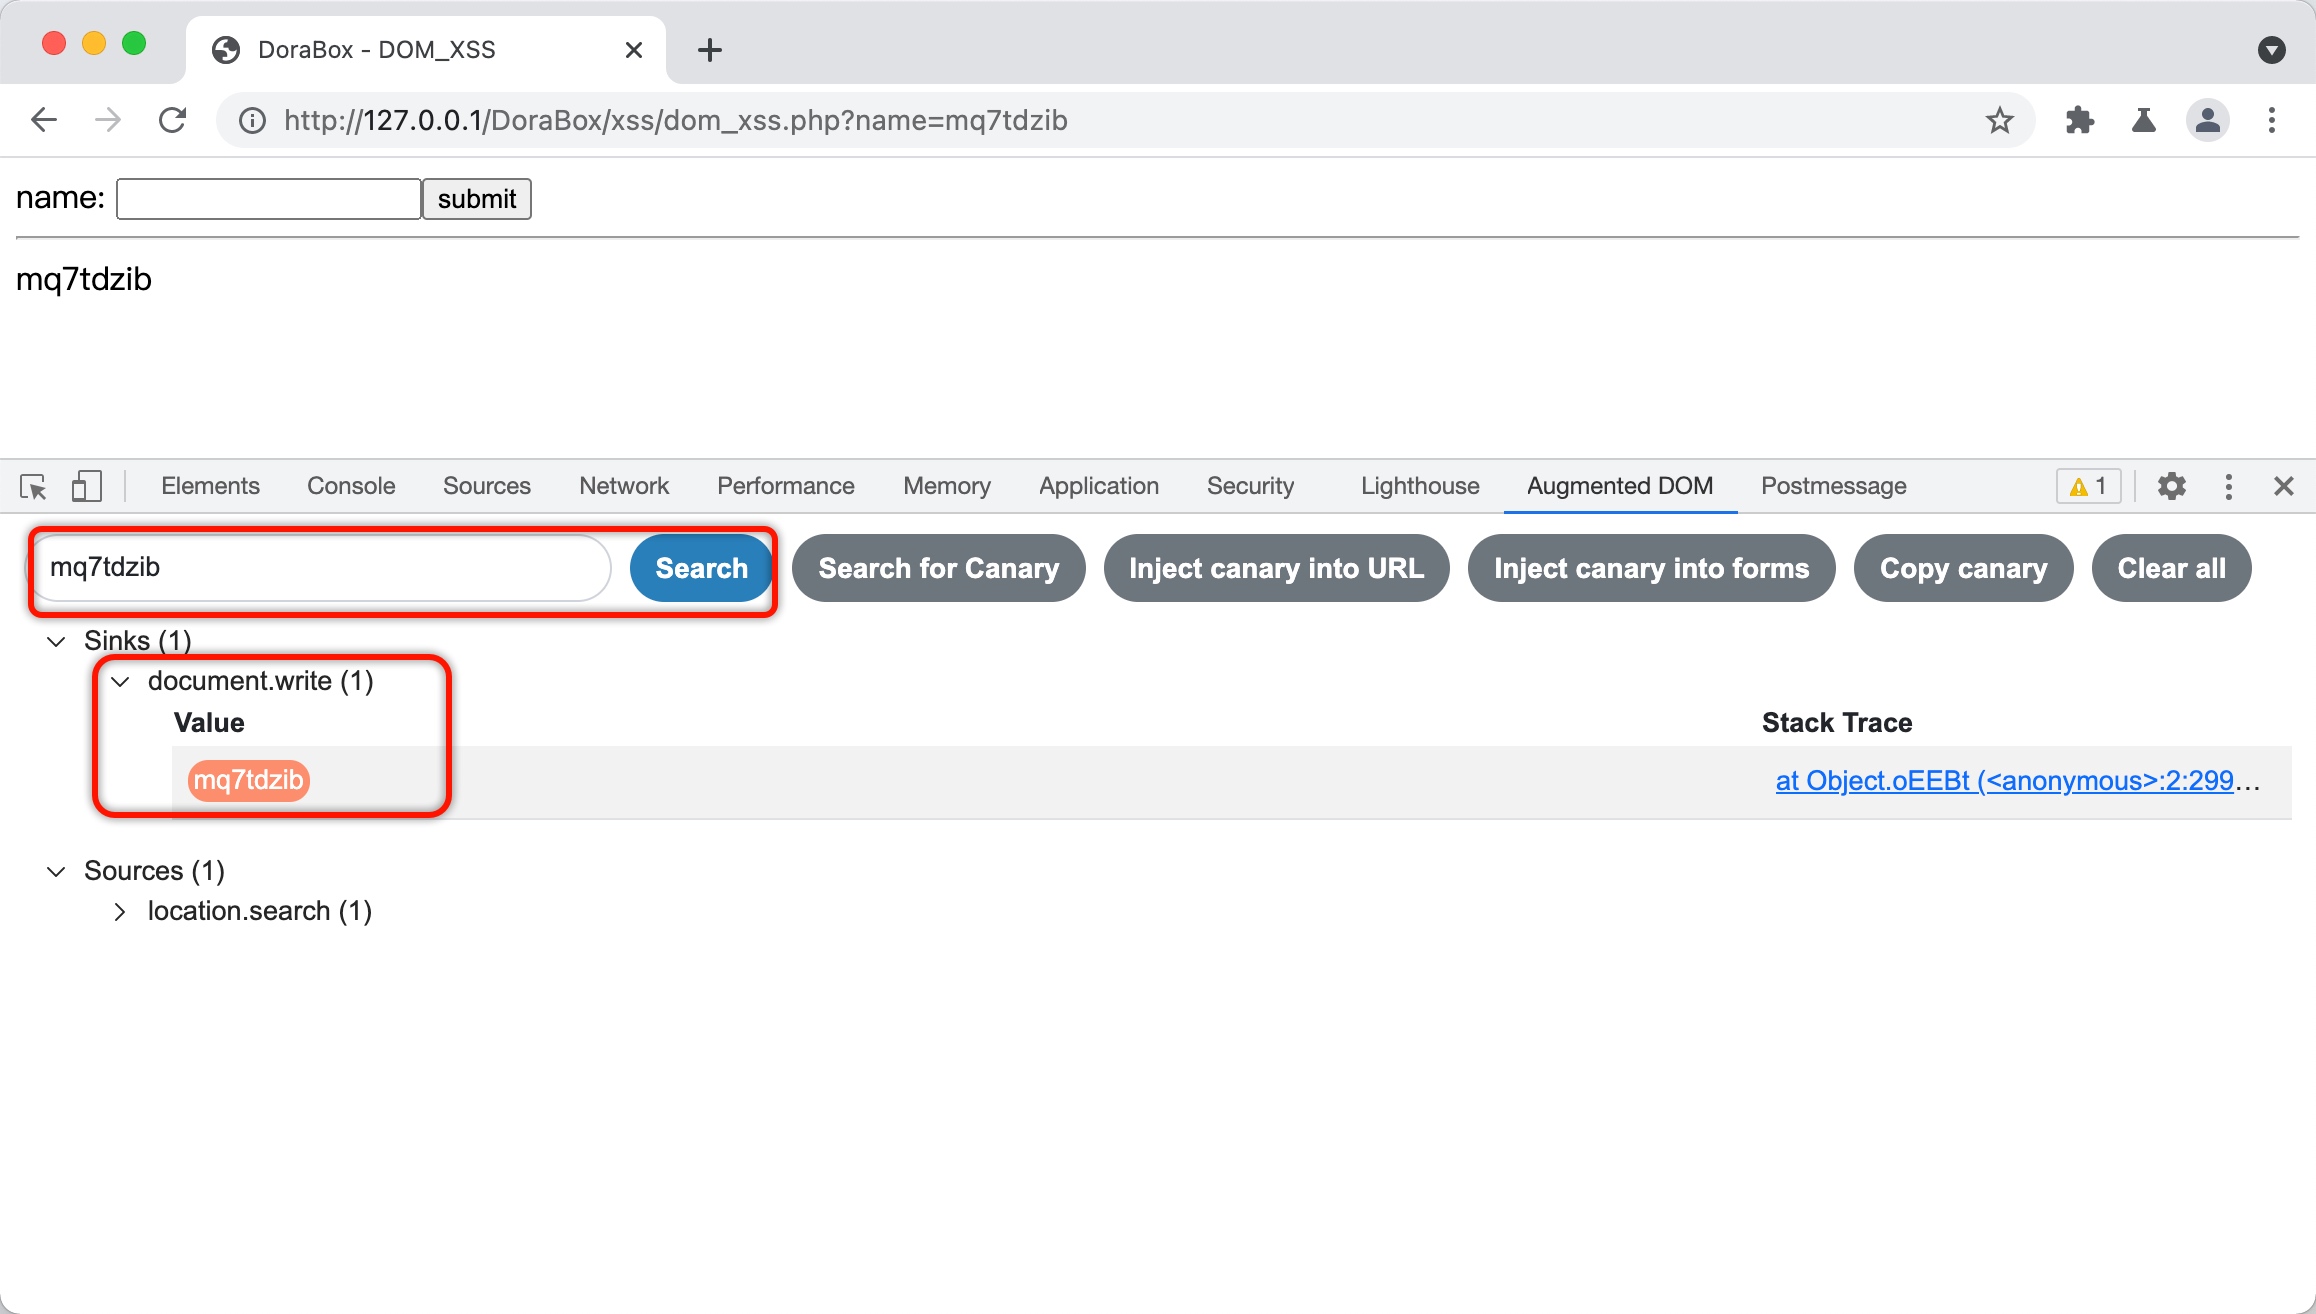 DoraBox - DOM_XSS
http://127.0.0.1/DoraBox/xss/dom_xss.php?name=mq7tdzib
name: submit
mq7tdzib
Elements Console Sources Network Performance Memory Application Security Lighthouse Augmented DOM Postmessage 1
mq7tdzib Search Search for Canary Inject canary into URL Inject canary into forms Copy canary Clear all
Sinks (1)
document.write (1)
Value Stack Trace
mq7tdzib at Object.oEEBt (<anonymous>:2:299…
Sources (1)
location.search (1)